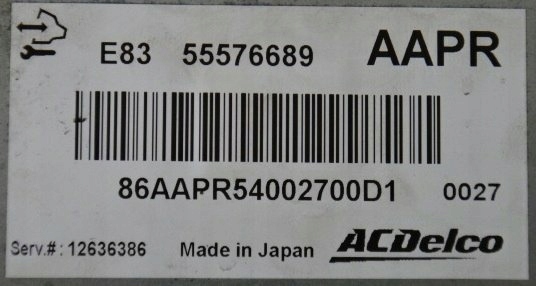 E83 55576689 AAPR
86AAPR54002700D1 0027
Serv.#: 12636386 Made in Japan ACDelco